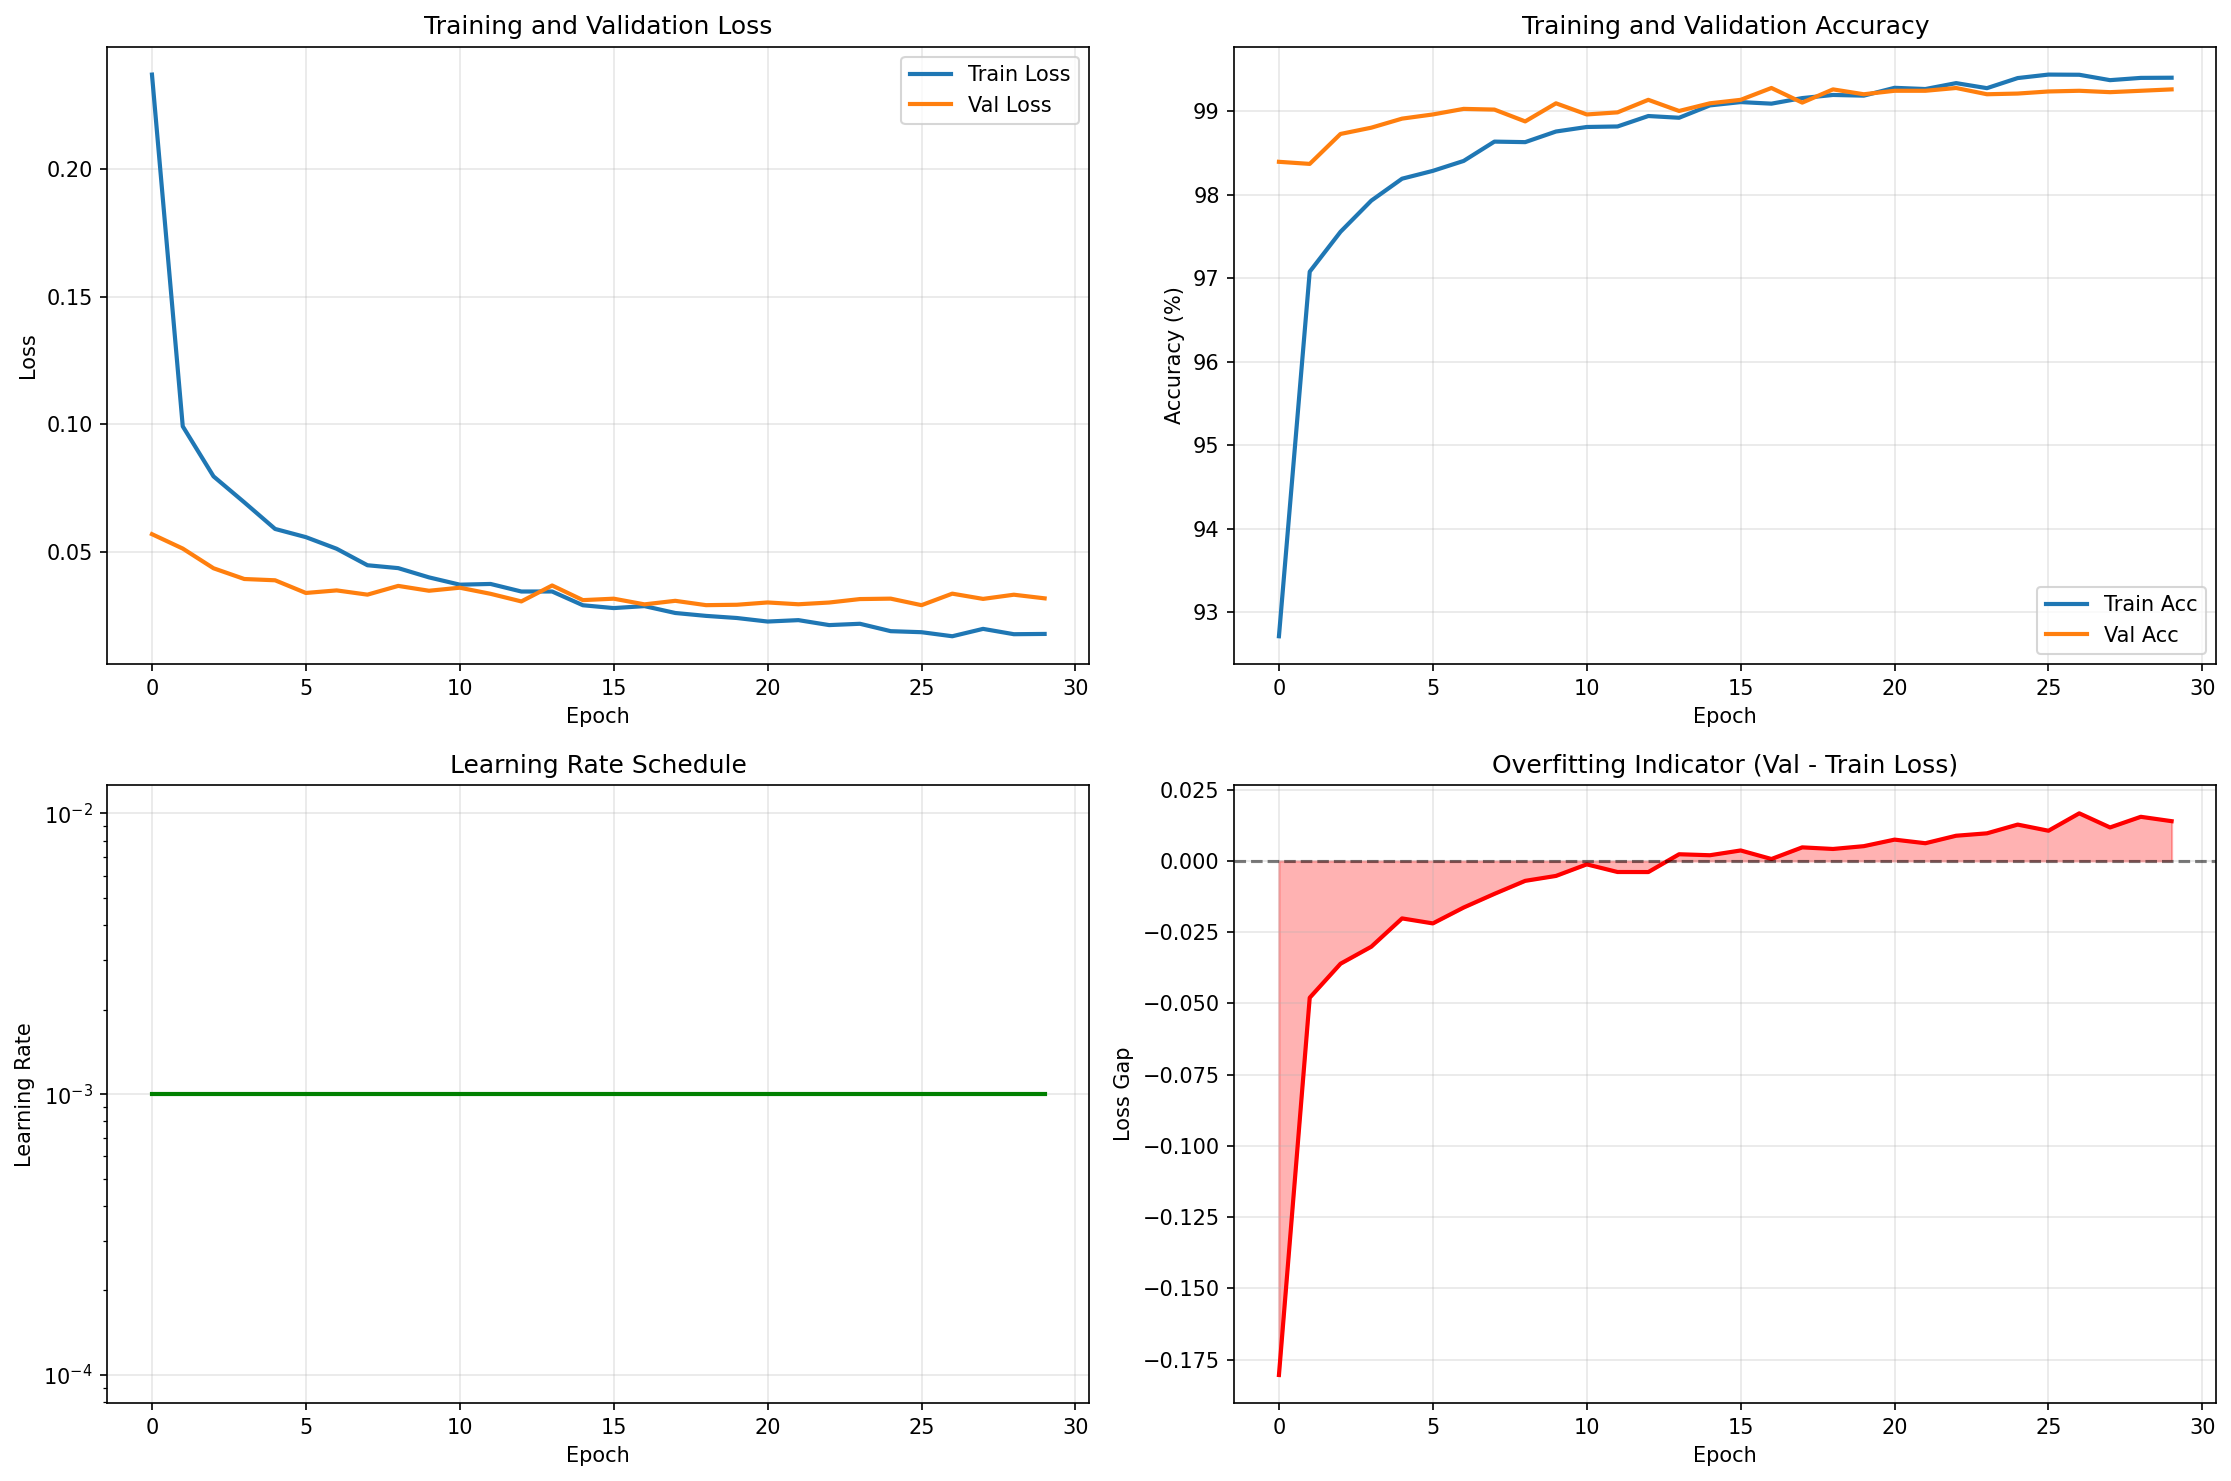 Training and Validation Loss
Train Loss
Val Loss
0.20
0.15
0.10
0.05
Loss
0 5 10 15 20 25 30
Epoch
Training and Validation Accuracy
99
98
97
96
95
94
93
Accuracy (%)
Train Acc
Val Acc
0 5 10 15 20 25 30
Epoch
Learning Rate Schedule
10⁻²
10⁻³
10⁻⁴
Learning Rate
0 5 10 15 20 25 30
Epoch
Overfitting Indicator (Val - Train Loss)
0.025
0.000
−0.025
−0.050
−0.075
−0.100
−0.125
−0.150
−0.175
Loss Gap
0 5 10 15 20 25 30
Epoch